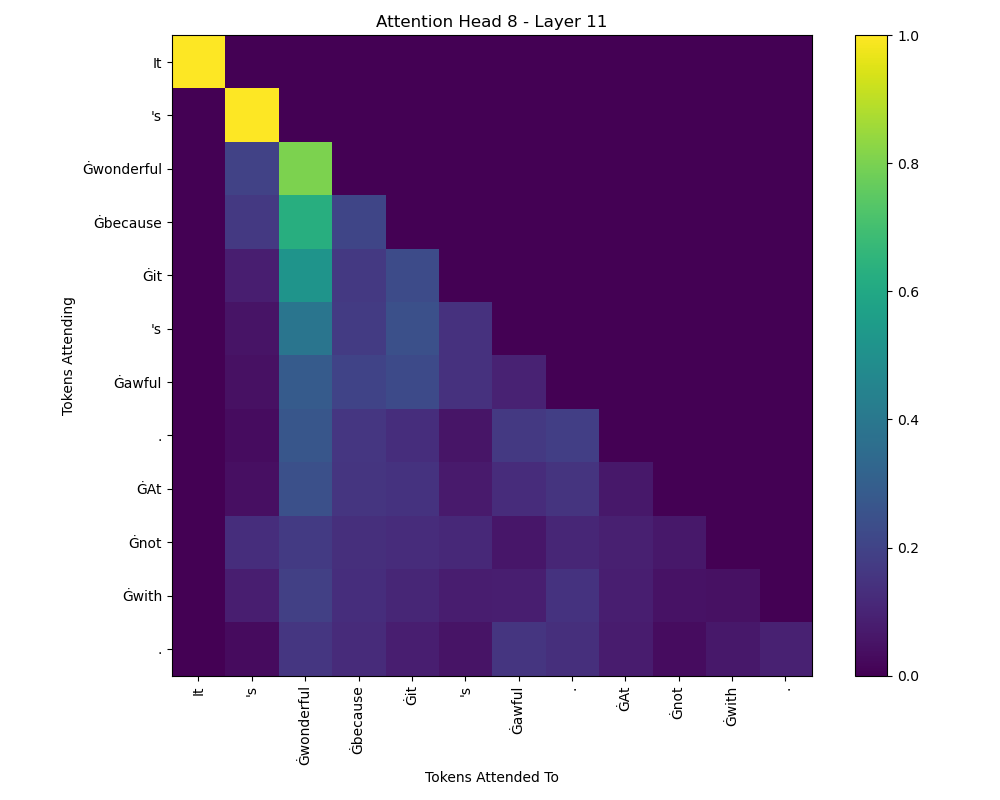 Attention Head 8 - Layer 11
Tokens Attending
It
's
Ġwonderful
Ġbecause
Ġit
's
Ġawful
.
ĠAt
Ġnot
Ġwith
.
It
's
Ġwonderful
Ġbecause
Ġit
's
Ġawful
.
ĠAt
Ġnot
Ġwith
.
Tokens Attended To
1.0
0.8
0.6
0.4
0.2
0.0